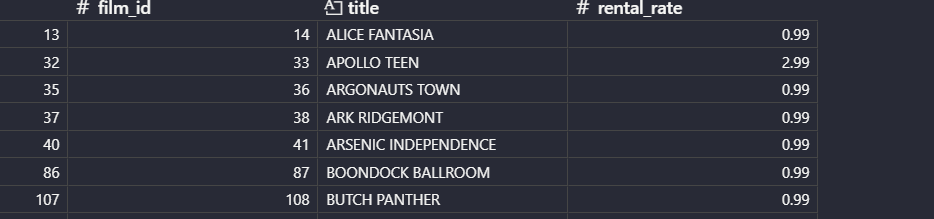 # film_id title # rental_rate
13 14 ALICE FANTASIA 0.99
32 33 APOLLO TEEN 2.99
35 36 ARGONAUTS TOWN 0.99
37 38 ARK RIDGEMONT 0.99
40 41 ARSENIC INDEPENDENCE 0.99
86 87 BOONDOCK BALLROOM 0.99
107 108 BUTCH PANTHER 0.99